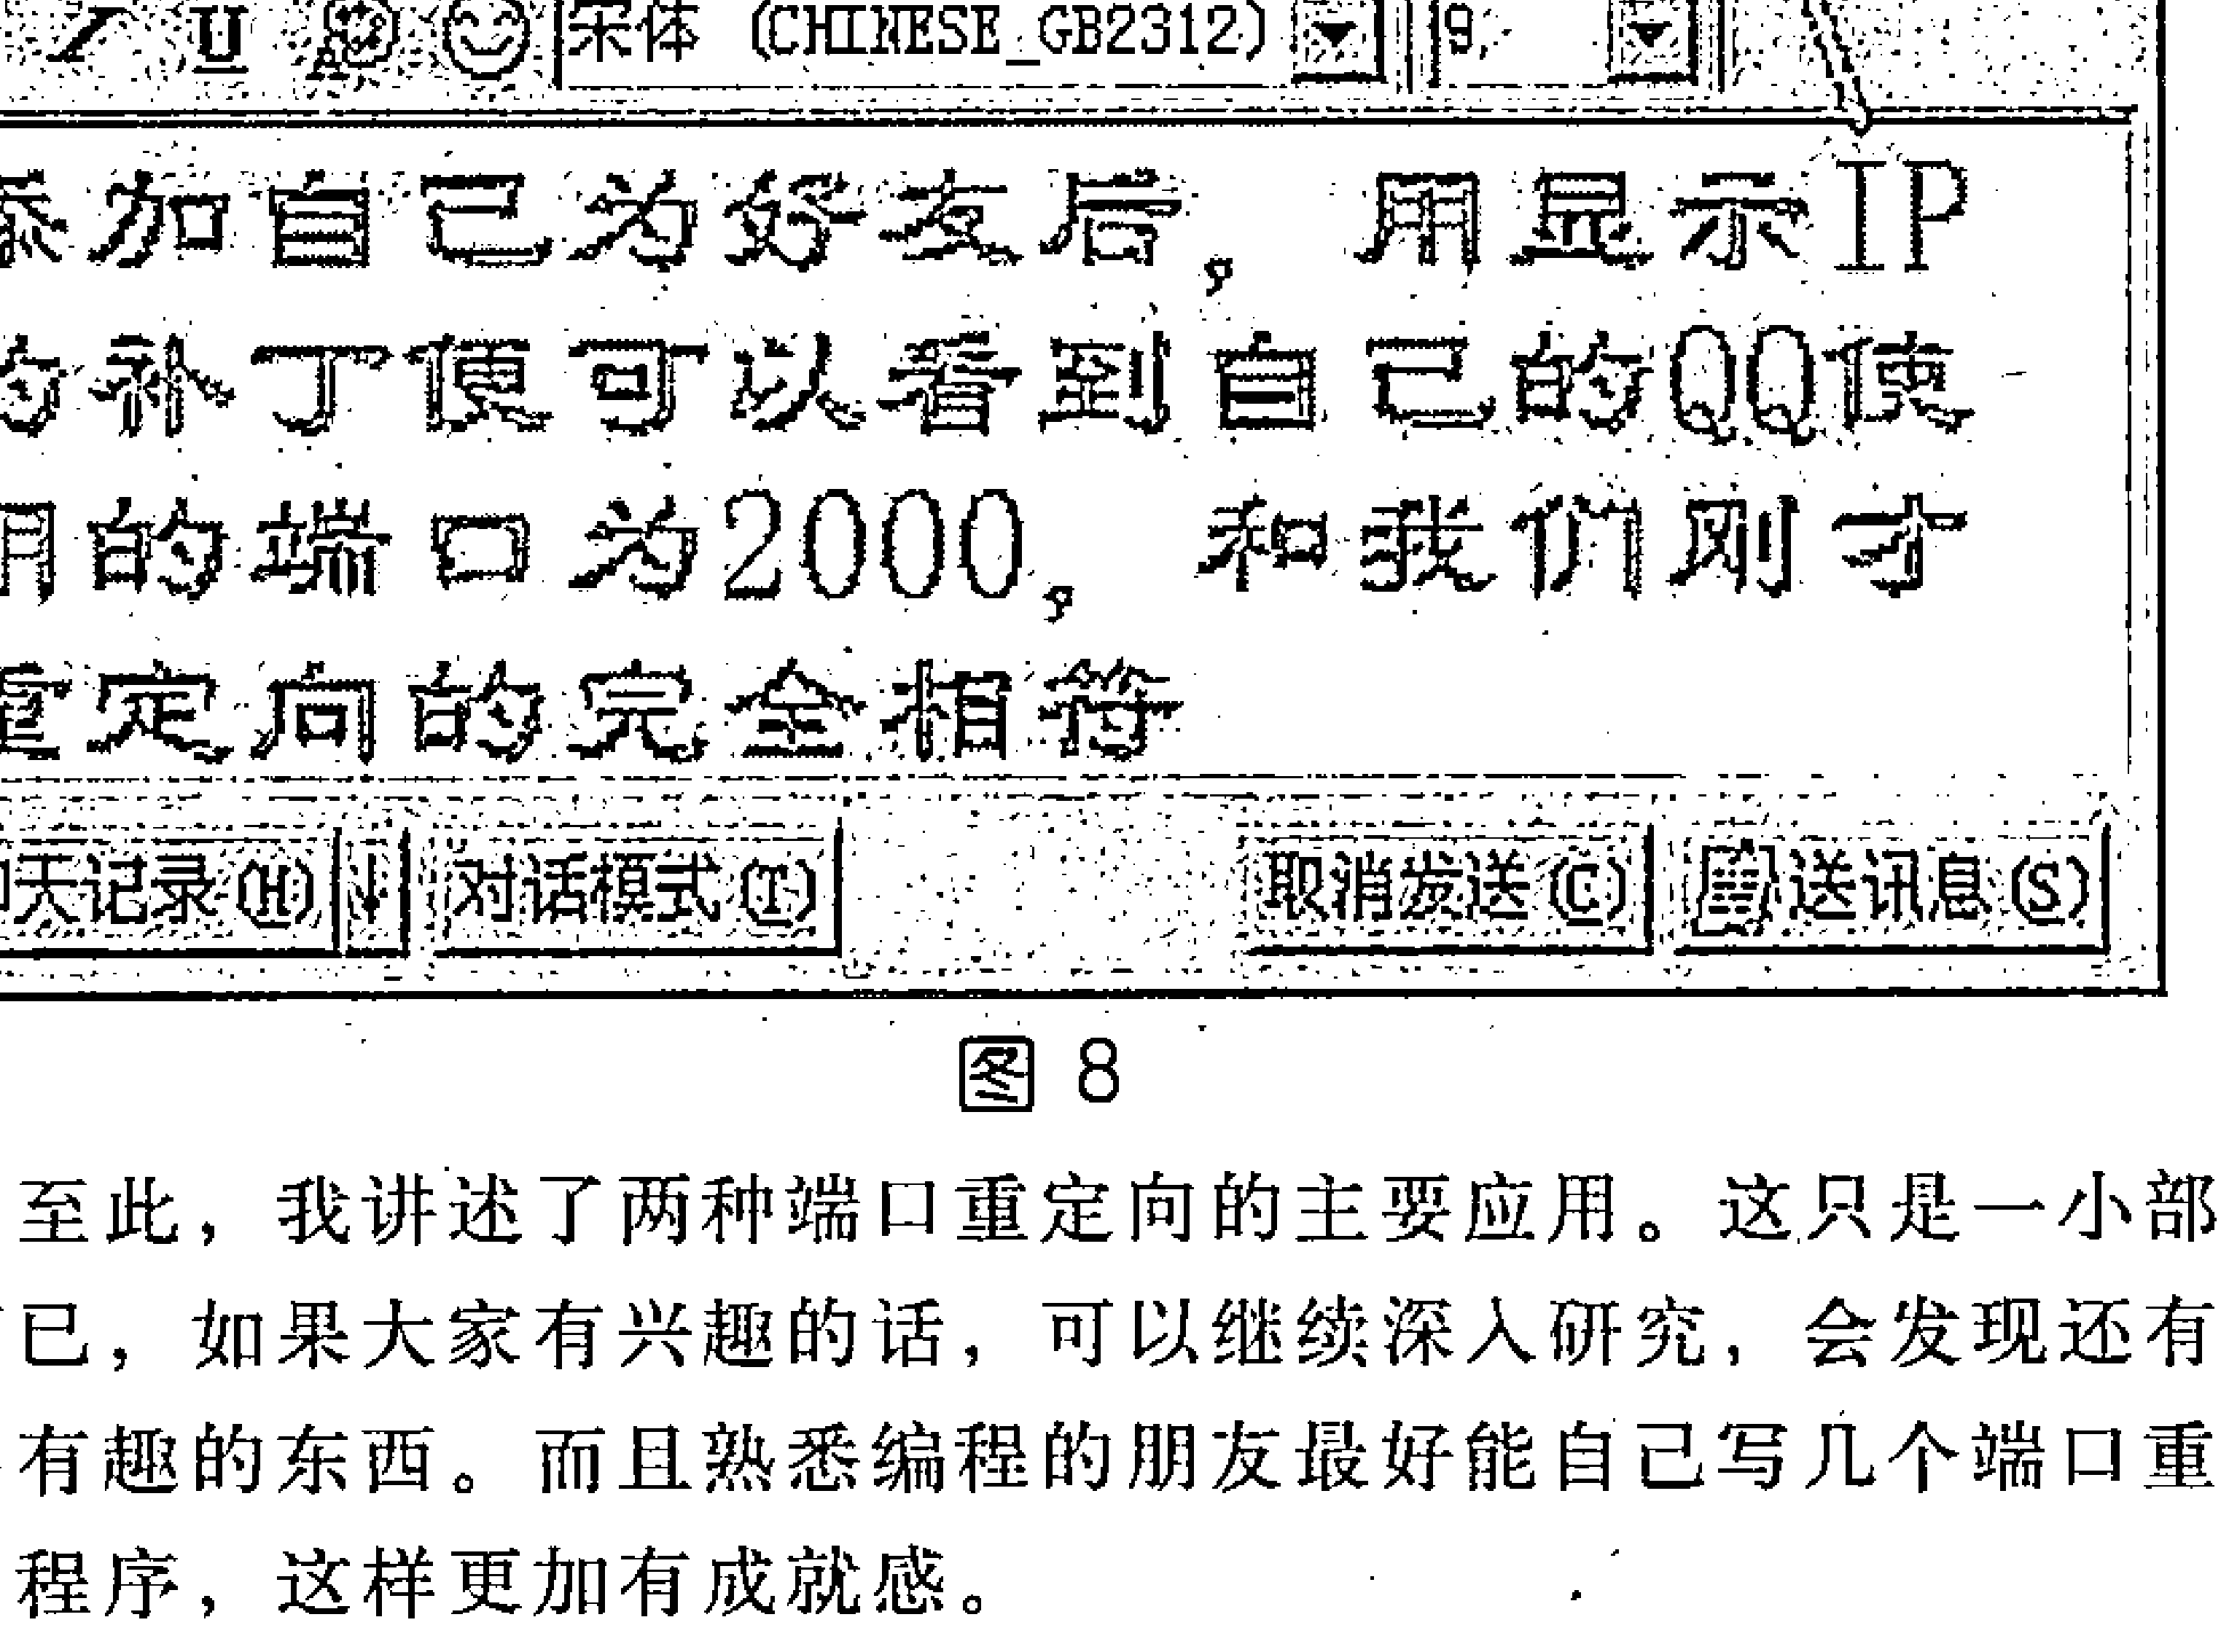 U 宋体 (CHINESE_GB2312) 9
添加自己为好友后，用显示IP
的补丁便可以看到自己的QQ使
用的端口为2000，和我们刚才
重定向的完全相符
天记录(H) 对话模式(T) 取消发送(C) 送讯息(S)
图 8
至此，我讲述了两种端口重定向的主要应用。这只是一小部
已，如果大家有兴趣的话，可以继续深入研究，会发现还有
有趣的东西。而且熟悉编程的朋友最好能自己写几个端口重
程序，这样更加有成就感。